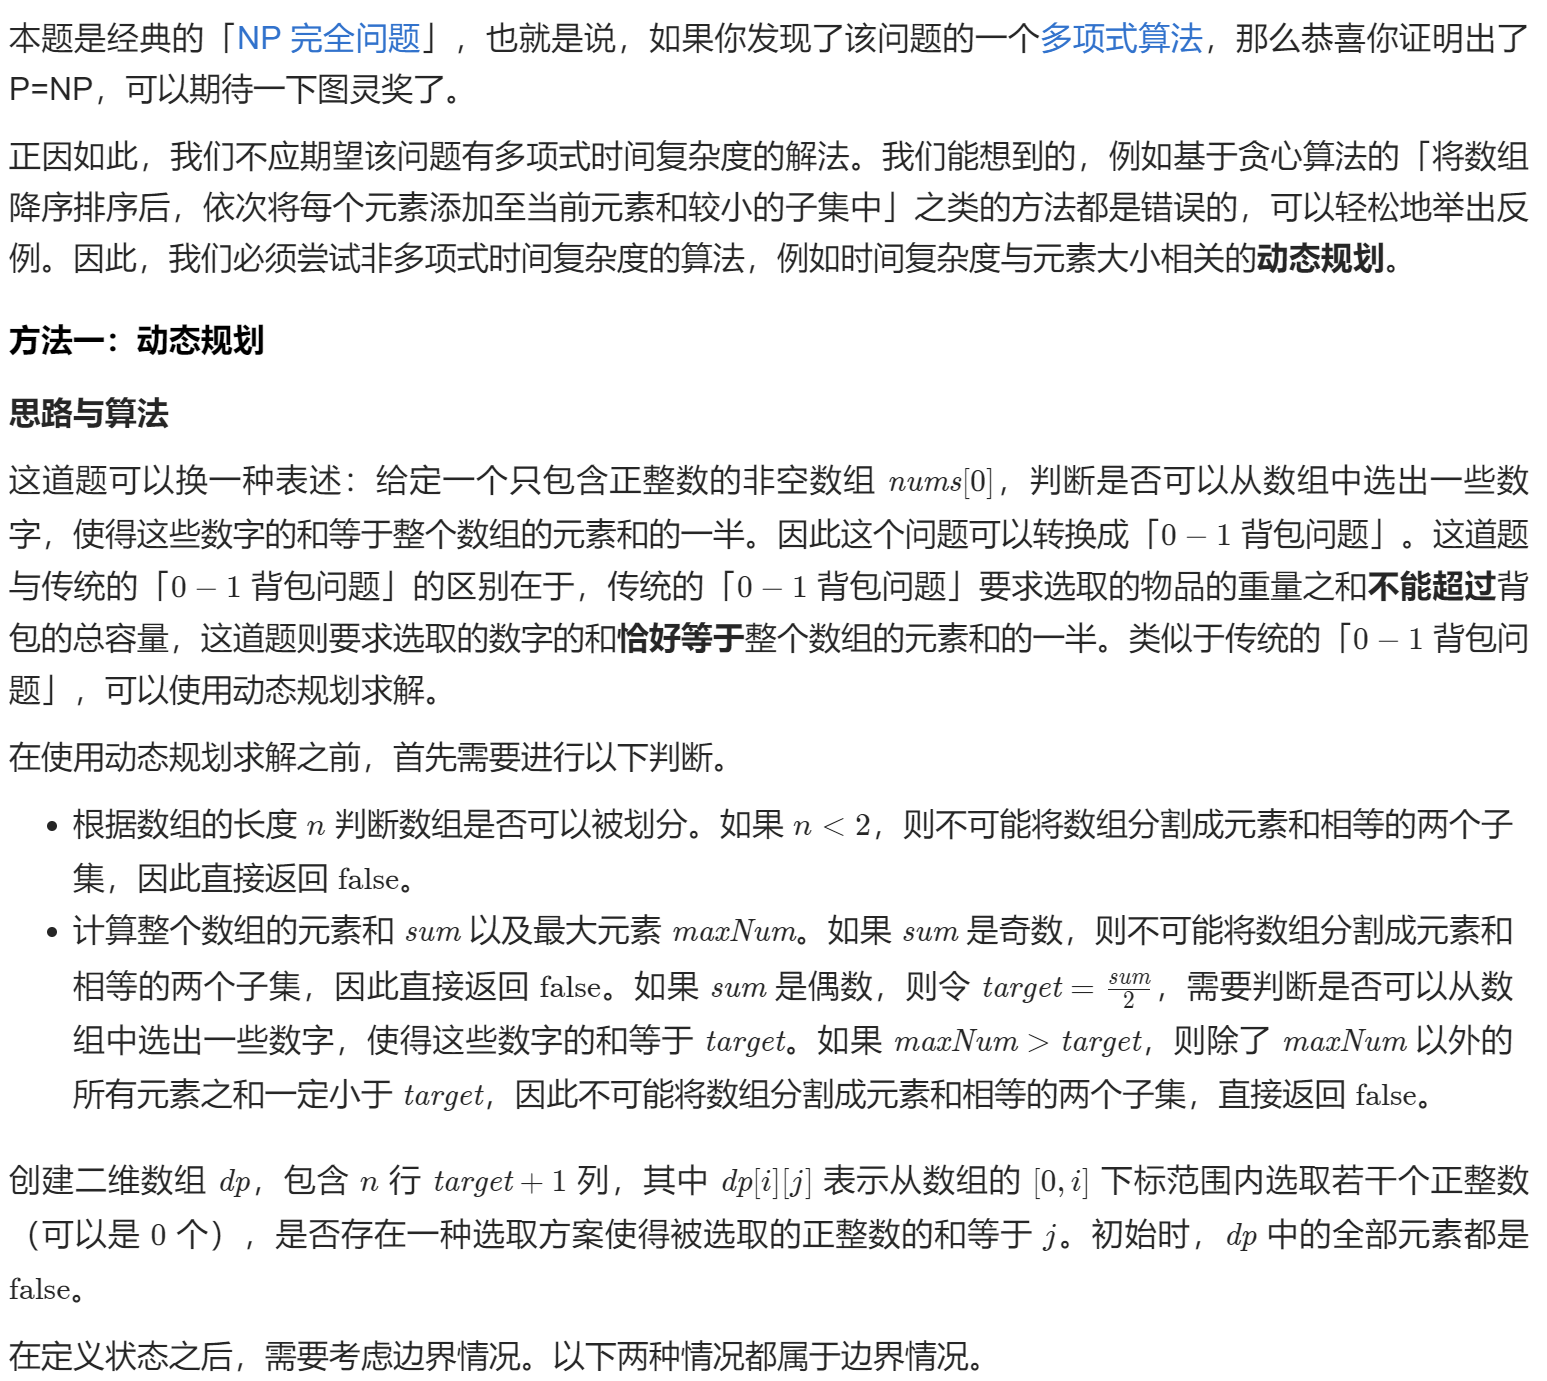 本题是经典的「NP 完全问题」，也就是说，如果你发现了该问题的一个多项式算法，那么恭喜你证明出了
P=NP，可以期待一下图灵奖了。
正因如此，我们不应期望该问题有多项式时间复杂度的解法。我们能想到的，例如基于贪心算法的「将数组
降序排序后，依次将每个元素添加至当前元素和较小的子集中」之类的方法都是错误的，可以轻松地举出反
例。因此，我们必须尝试非多项式时间复杂度的算法，例如时间复杂度与元素大小相关的动态规划。
方法一：动态规划
思路与算法
这道题可以换一种表述：给定一个只包含正整数的非空数组 nums[0]，判断是否可以从数组中选出一些数
字，使得这些数字的和等于整个数组的元素和的一半。因此这个问题可以转换成「0 − 1 背包问题」。这道题
与传统的「0 − 1 背包问题」的区别在于，传统的「0 − 1 背包问题」要求选取的物品的重量之和不能超过背
包的总容量，这道题则要求选取的数字的和恰好等于整个数组的元素和的一半。类似于传统的「0 − 1 背包问
题」，可以使用动态规划求解。
在使用动态规划求解之前，首先需要进行以下判断。
• 根据数组的长度 n 判断数组是否可以被划分。如果 n < 2，则不可能将数组分割成元素和相等的两个子
集，因此直接返回 false。
• 计算整个数组的元素和 sum 以及最大元素 maxNum。如果 sum 是奇数，则不可能将数组分割成元素和
相等的两个子集，因此直接返回 false。如果 sum 是偶数，则令 target = sum/2，需要判断是否可以从数
组中选出一些数字，使得这些数字的和等于 target。如果 maxNum > target，则除了 maxNum 以外的
所有元素之和一定小于 target，因此不可能将数组分割成元素和相等的两个子集，直接返回 false。
创建二维数组 dp，包含 n 行 target + 1 列，其中 dp[i][j] 表示从数组的 [0, i] 下标范围内选取若干个正整数
（可以是 0 个），是否存在一种选取方案使得被选取的正整数的和等于 j。初始时，dp 中的全部元素都是
false。
在定义状态之后，需要考虑边界情况。以下两种情况都属于边界情况。